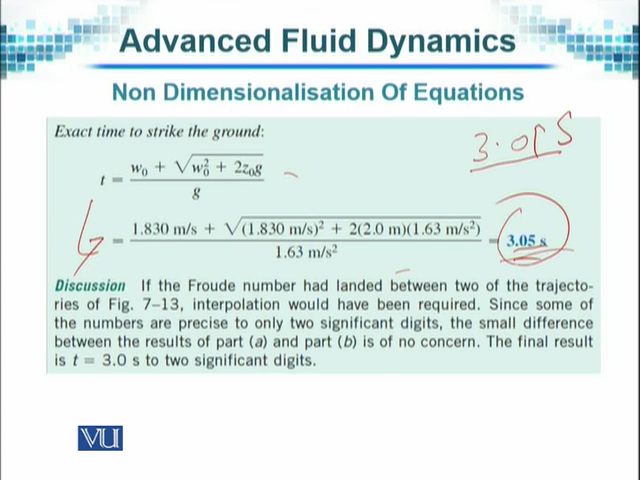 Advanced Fluid Dynamics
Non Dimensionalisation Of Equations
Exact time to strike the ground:
t = (w₀ + √(w₀² + 2z₀g)) / g
= (1.830 m/s + √((1.830 m/s)² + 2(2.0 m)(1.63 m/s²))) / 1.63 m/s² = 3.05 s
Discussion If the Froude number had landed between two of the trajecto-
ries of Fig. 7–13, interpolation would have been required. Since some of
the numbers are precise to only two significant digits, the small difference
between the results of part (a) and part (b) is of no concern. The final result
is t = 3.0 s to two significant digits.
VU